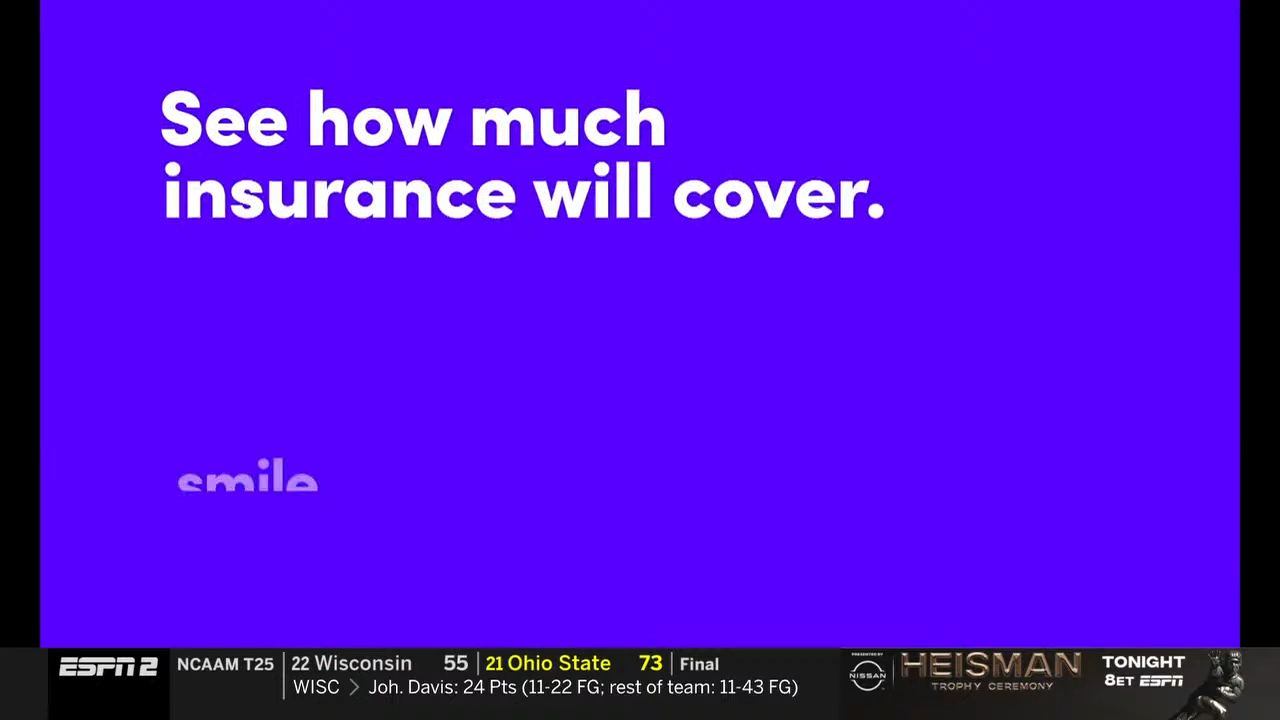 See how much
insurance will cover.
smile
ESPN2 NCAAM T25 22 Wisconsin 55 21 Ohio State 73 Final
WISC > Joh. Davis: 24 Pts (11-22 FG; rest of team: 11-43 FG)
PRESENTED BY
NISSAN
HEISMAN
TROPHY CEREMONY
TONIGHT
8ET ESPN